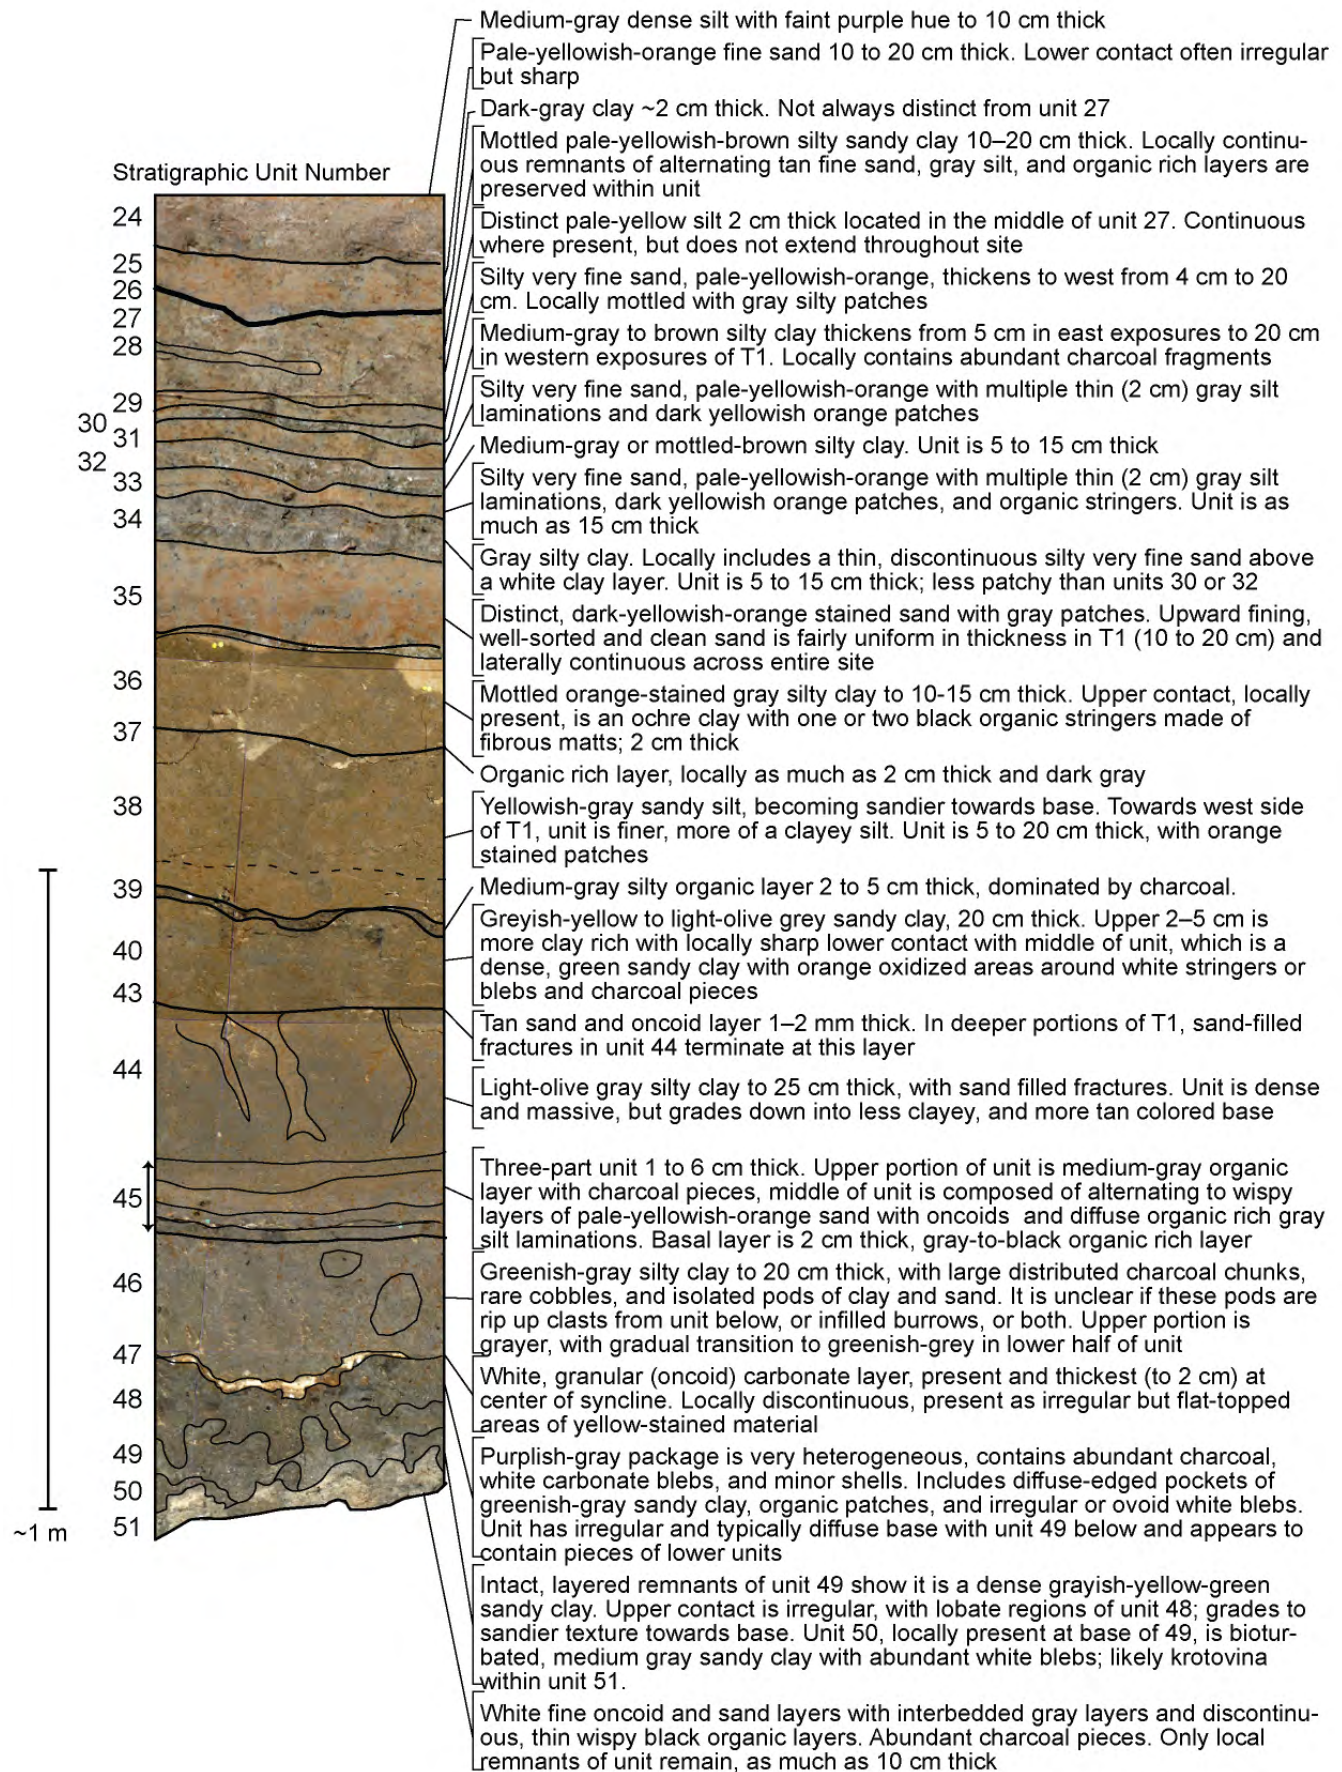 Medium-gray dense silt with faint purple hue to 10 cm thick
Pale-yellowish-orange fine sand 10 to 20 cm thick. Lower contact often irregular
but sharp
Dark-gray clay ~2 cm thick. Not always distinct from unit 27
Mottled pale-yellowish-brown silty sandy clay 10–20 cm thick. Locally continu-
ous remnants of alternating tan fine sand, gray silt, and organic rich layers are
preserved within unit
Distinct pale-yellow silt 2 cm thick located in the middle of unit 27. Continuous
where present, but does not extend throughout site
Silty very fine sand, pale-yellowish-orange, thickens to west from 4 cm to 20
cm. Locally mottled with gray silty patches
Medium-gray to brown silty clay thickens from 5 cm in east exposures to 20 cm
in western exposures of T1. Locally contains abundant charcoal fragments
Silty very fine sand, pale-yellowish-orange with multiple thin (2 cm) gray silt
laminations and dark yellowish orange patches
Medium-gray or mottled-brown silty clay. Unit is 5 to 15 cm thick
Silty very fine sand, pale-yellowish-orange with multiple thin (2 cm) gray silt
laminations, dark yellowish orange patches, and organic stringers. Unit is as
much as 15 cm thick
Gray silty clay. Locally includes a thin, discontinuous silty very fine sand above
a white clay layer. Unit is 5 to 15 cm thick; less patchy than units 30 or 32
Distinct, dark-yellowish-orange stained sand with gray patches. Upward fining,
well-sorted and clean sand is fairly uniform in thickness in T1 (10 to 20 cm) and
laterally continuous across entire site
Mottled orange-stained gray silty clay to 10-15 cm thick. Upper contact, locally
present, is an ochre clay with one or two black organic stringers made of
fibrous matts; 2 cm thick
Organic rich layer, locally as much as 2 cm thick and dark gray
Yellowish-gray sandy silt, becoming sandier towards base. Towards west side
of T1, unit is finer, more of a clayey silt. Unit is 5 to 20 cm thick, with orange
stained patches
Medium-gray silty organic layer 2 to 5 cm thick, dominated by charcoal.
Greyish-yellow to light-olive grey sandy clay, 20 cm thick. Upper 2–5 cm is
more clay rich with locally sharp lower contact with middle of unit, which is a
dense, green sandy clay with orange oxidized areas around white stringers or
blebs and charcoal pieces
Tan sand and oncoid layer 1–2 mm thick. In deeper portions of T1, sand-filled
fractures in unit 44 terminate at this layer
Light-olive gray silty clay to 25 cm thick, with sand filled fractures. Unit is dense
and massive, but grades down into less clayey, and more tan colored base
Three-part unit 1 to 6 cm thick. Upper portion of unit is medium-gray organic
layer with charcoal pieces, middle of unit is composed of alternating to wispy
layers of pale-yellowish-orange sand with oncoids and diffuse organic rich gray
silt laminations. Basal layer is 2 cm thick, gray-to-black organic rich layer
Greenish-gray silty clay to 20 cm thick, with large distributed charcoal chunks,
rare cobbles, and isolated pods of clay and sand. It is unclear if these pods are
rip up clasts from unit below, or infilled burrows, or both. Upper portion is
grayer, with gradual transition to greenish-grey in lower half of unit
White, granular (oncoid) carbonate layer, present and thickest (to 2 cm) at
center of syncline. Locally discontinuous, present as irregular but flat-topped
areas of yellow-stained material
Purplish-gray package is very heterogeneous, contains abundant charcoal,
white carbonate blebs, and minor shells. Includes diffuse-edged pockets of
greenish-gray sandy clay, organic patches, and irregular or ovoid white blebs.
Unit has irregular and typically diffuse base with unit 49 below and appears to
contain pieces of lower units
Intact, layered remnants of unit 49 show it is a dense grayish-yellow-green
sandy clay. Upper contact is irregular, with lobate regions of unit 48; grades to
sandier texture towards base. Unit 50, locally present at base of 49, is biotur-
bated, medium gray sandy clay with abundant white blebs; likely krotovina
within unit 51.
White fine oncoid and sand layers with interbedded gray layers and discontinu-
ous, thin wispy black organic layers. Abundant charcoal pieces. Only local
remnants of unit remain, as much as 10 cm thick
Stratigraphic Unit Number
24
25
26
27
28
29
30
31
32
33
34
35
36
37
38
39
40
43
44
45
46
47
48
49
50
51
~1 m